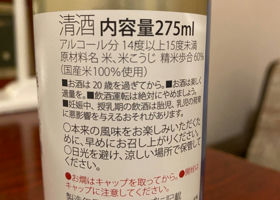 清酒 内容量275ml
アルコール分 14度以上15度未満
原材料名 米、米こうじ 精米歩合 60%
(国産米100%使用)
■お酒は 20 歳を過ぎてから。■お酒は楽しく
適量を。■飲酒運転は絶対にやめましょう。
■妊娠中、授乳期の飲酒は胎児、乳児の発育
に悪影響を与えるおそれがあります。
○本来の風味をお楽しみいただくため
に、早めにお召し上がりください。
○日光を避け、涼しい場所で保管して
ください。
●お燗はキャップを取ってから。●開栓は
キャップに注意して